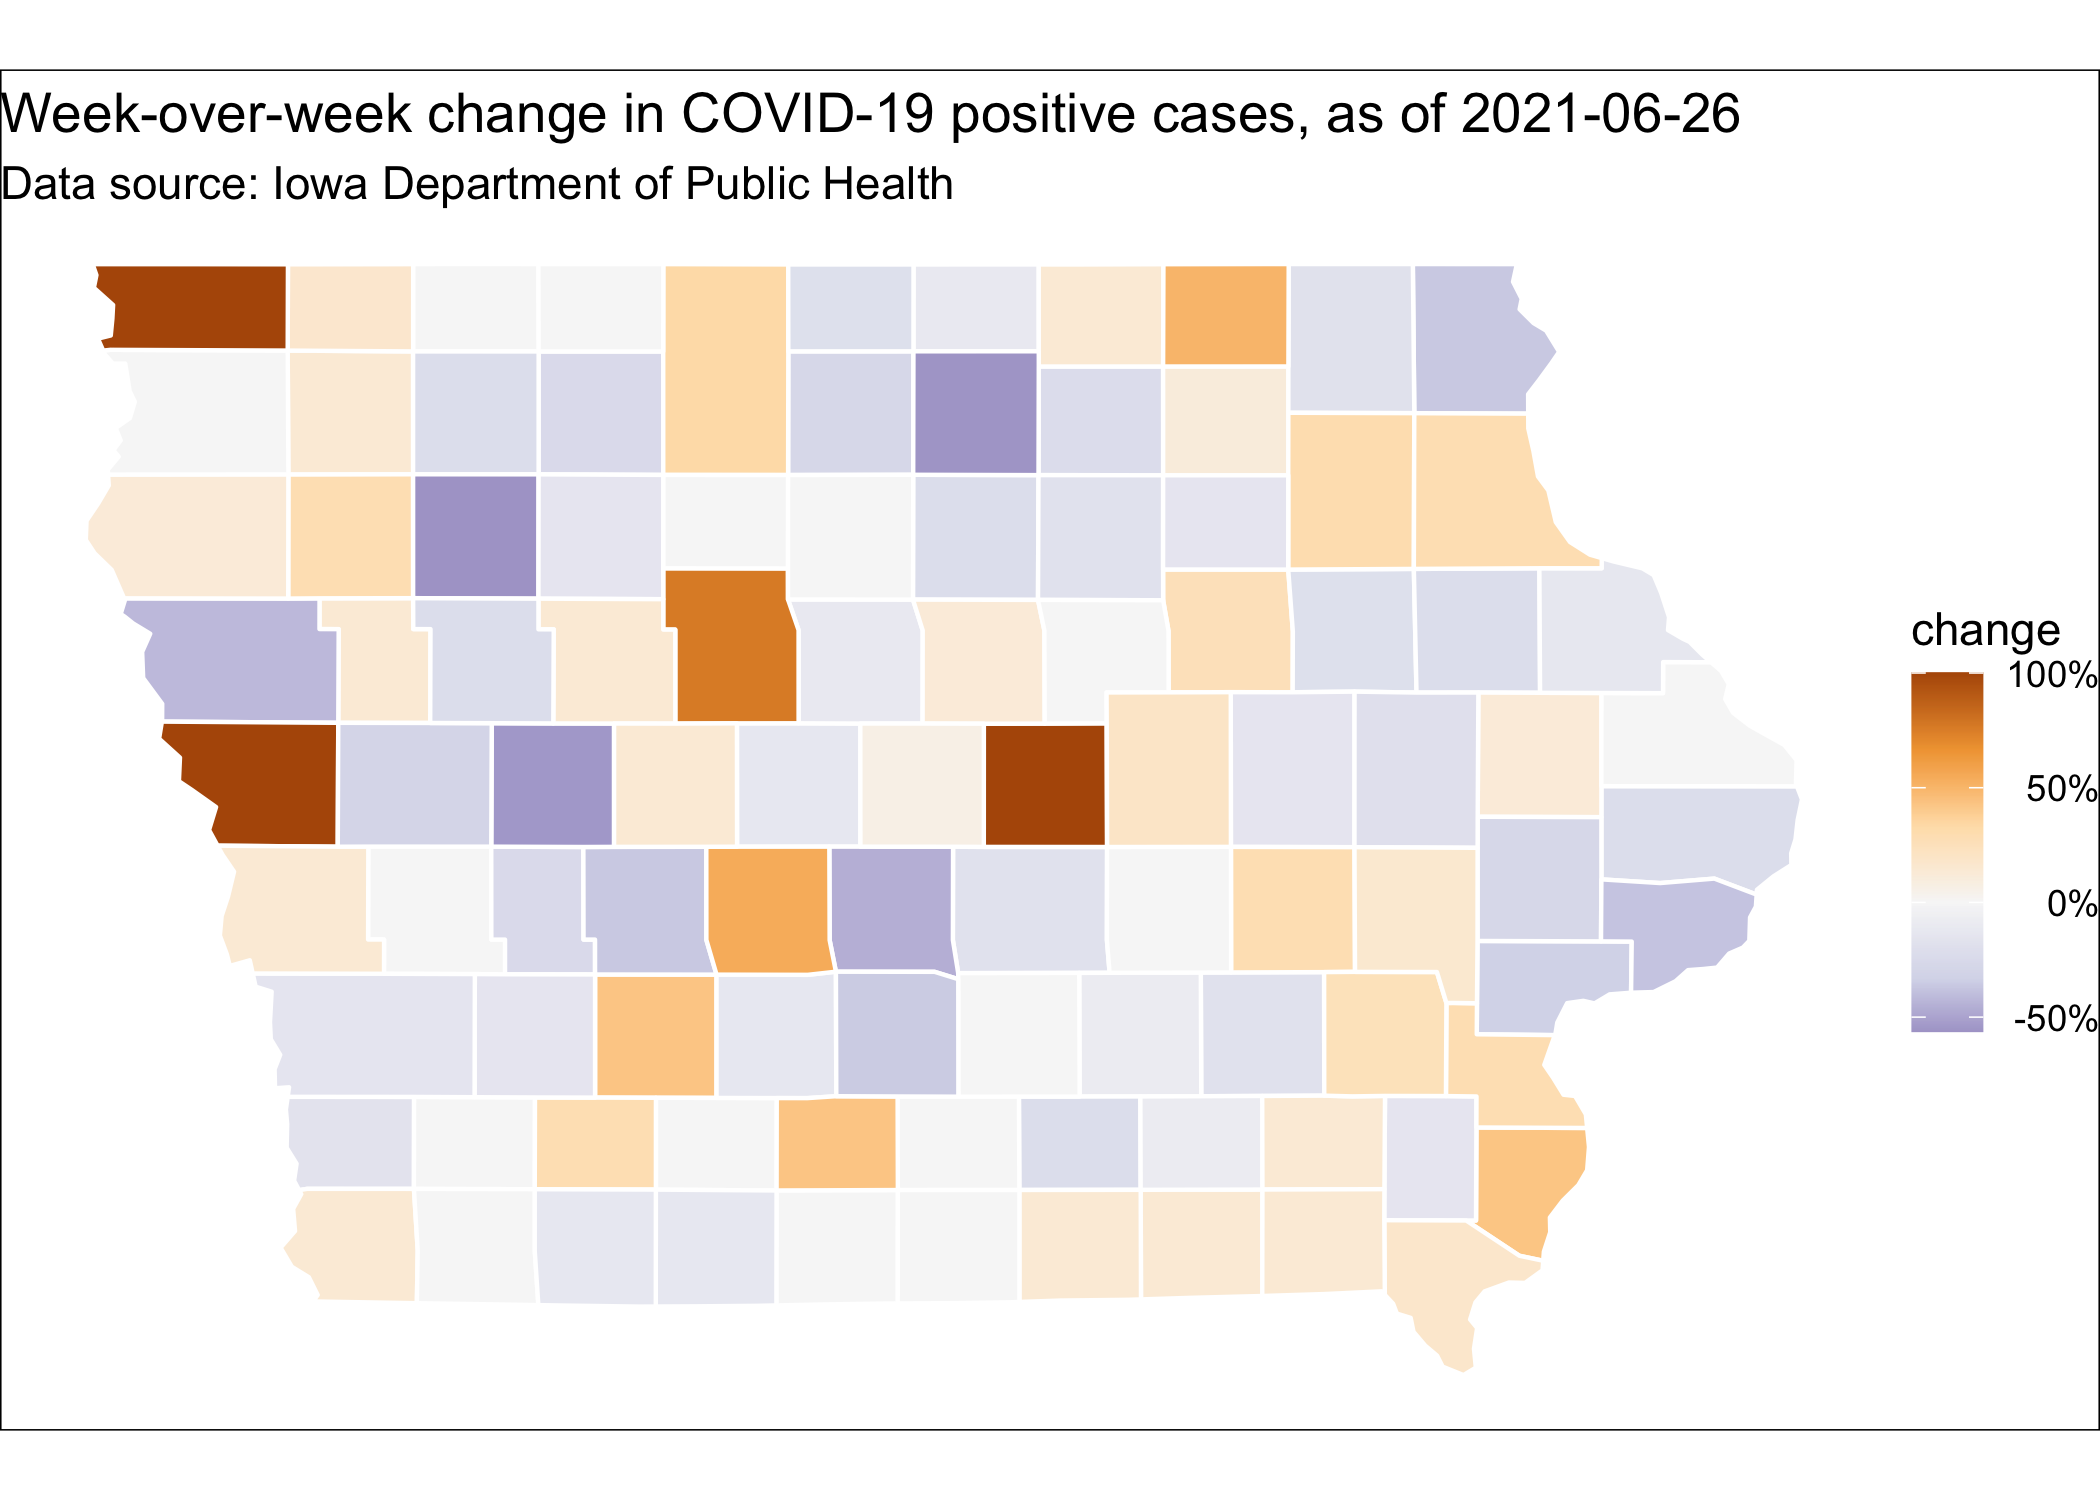 Week-over-week change in COVID-19 positive cases, as of 2021-06-26
Data source: Iowa Department of Public Health
change
100%
50%
0%
-50%